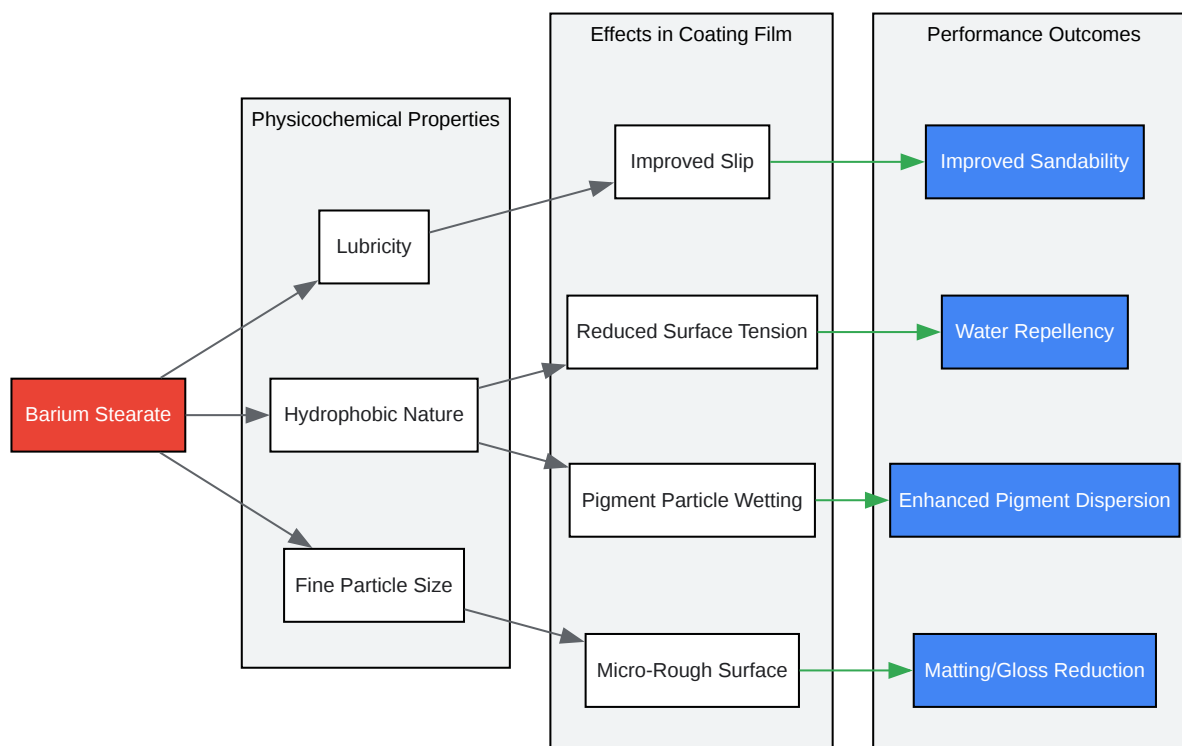 Effects in Coating Film
Performance Outcomes
Physicochemical Properties
Improved Slip
Improved Sandability
Lubricity
Reduced Surface Tension
Water Repellency
Barium Stearate
Hydrophobic Nature
Pigment Particle Wetting
Enhanced Pigment Dispersion
Fine Particle Size
Micro-Rough Surface
Matting/Gloss Reduction